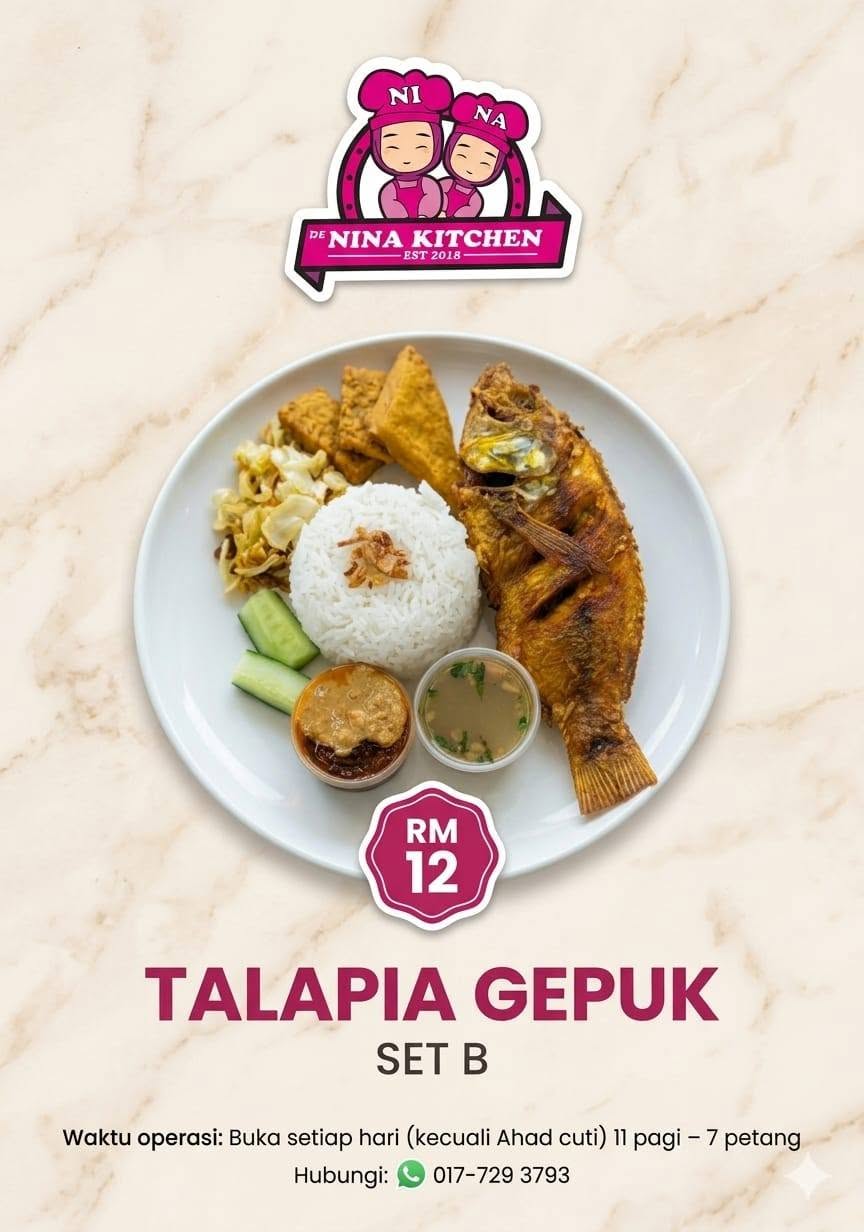 NI
NA
DE NINA KITCHEN
EST 2018
RM
12
TALAPIA GEPUK
SET B
Waktu operasi: Buka setiap hari (kecuali Ahad cuti) 11 pagi – 7 petang
Hubungi: 017-729 3793